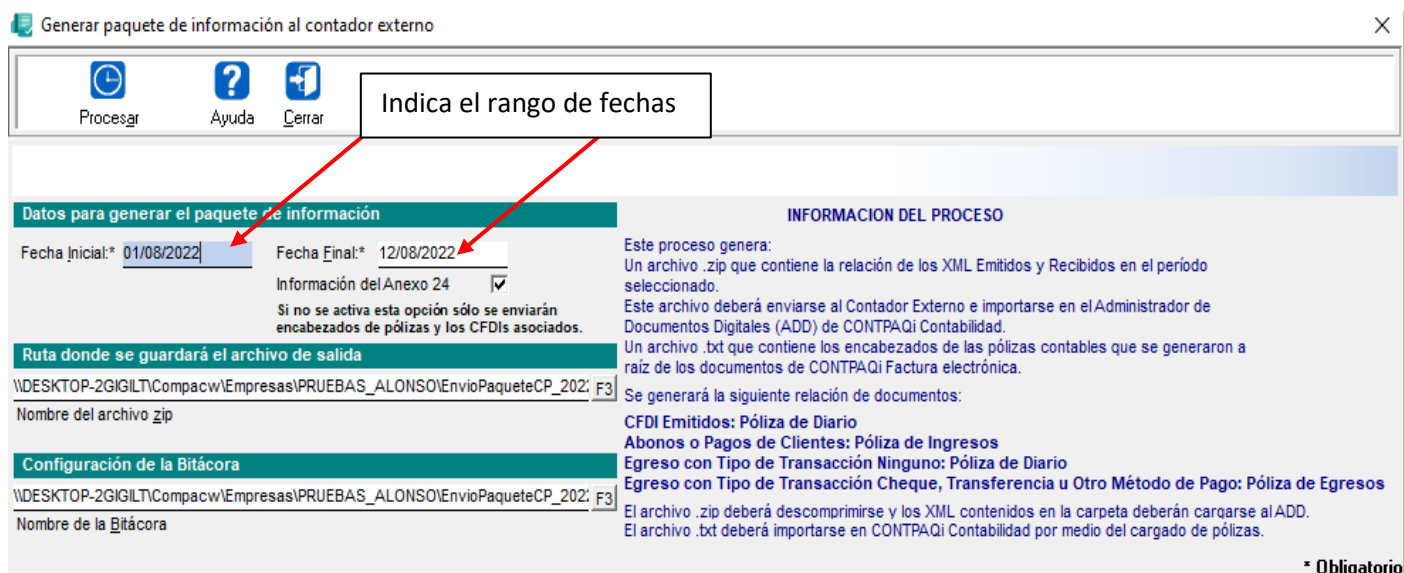 Generar paquete de información al contador externo
Procesar
Ayuda
Cerrar
Indica el rango de fechas
Datos para generar el paquete de información
Fecha Inicial:* 01/08/2022
Fecha Final:* 12/08/2022
Información del Anexo 24
Si no se activa esta opción sólo se enviarán
encabezados de pólizas y los CFDIs asociados.
Ruta donde se guardará el archivo de salida
\\DESKTOP-2GIGILT\Compacw\Empresas\PRUEBAS_ALONSO\EnvioPaqueteCP_2022 F3
Nombre del archivo zip
Configuración de la Bitácora
\\DESKTOP-2GIGILT\Compacw\Empresas\PRUEBAS_ALONSO\EnvioPaqueteCP_2022 F3
Nombre de la Bitácora
INFORMACION DEL PROCESO
Este proceso genera:
Un archivo .zip que contiene la relación de los XML Emitidos y Recibidos en el período
seleccionado.
Este archivo deberá enviarse al Contador Externo e importarse en el Administrador de
Documentos Digitales (ADD) de CONTPAQi Contabilidad.
Un archivo .txt que contiene los encabezados de las pólizas contables que se generaron a
raíz de los documentos de CONTPAQi Factura electrónica.
Se generará la siguiente relación de documentos:
CFDI Emitidos: Póliza de Diario
Abonos o Pagos de Clientes: Póliza de Ingresos
Egreso con Tipo de Transacción Ninguno: Póliza de Diario
Egreso con Tipo de Transacción Cheque, Transferencia u Otro Método de Pago: Póliza de Egresos
El archivo .zip deberá descomprimirse y los XML contenidos en la carpeta deberán cargarse al ADD.
El archivo .txt deberá importarse en CONTPAQi Contabilidad por medio del cargado de pólizas.
* Obligatorio